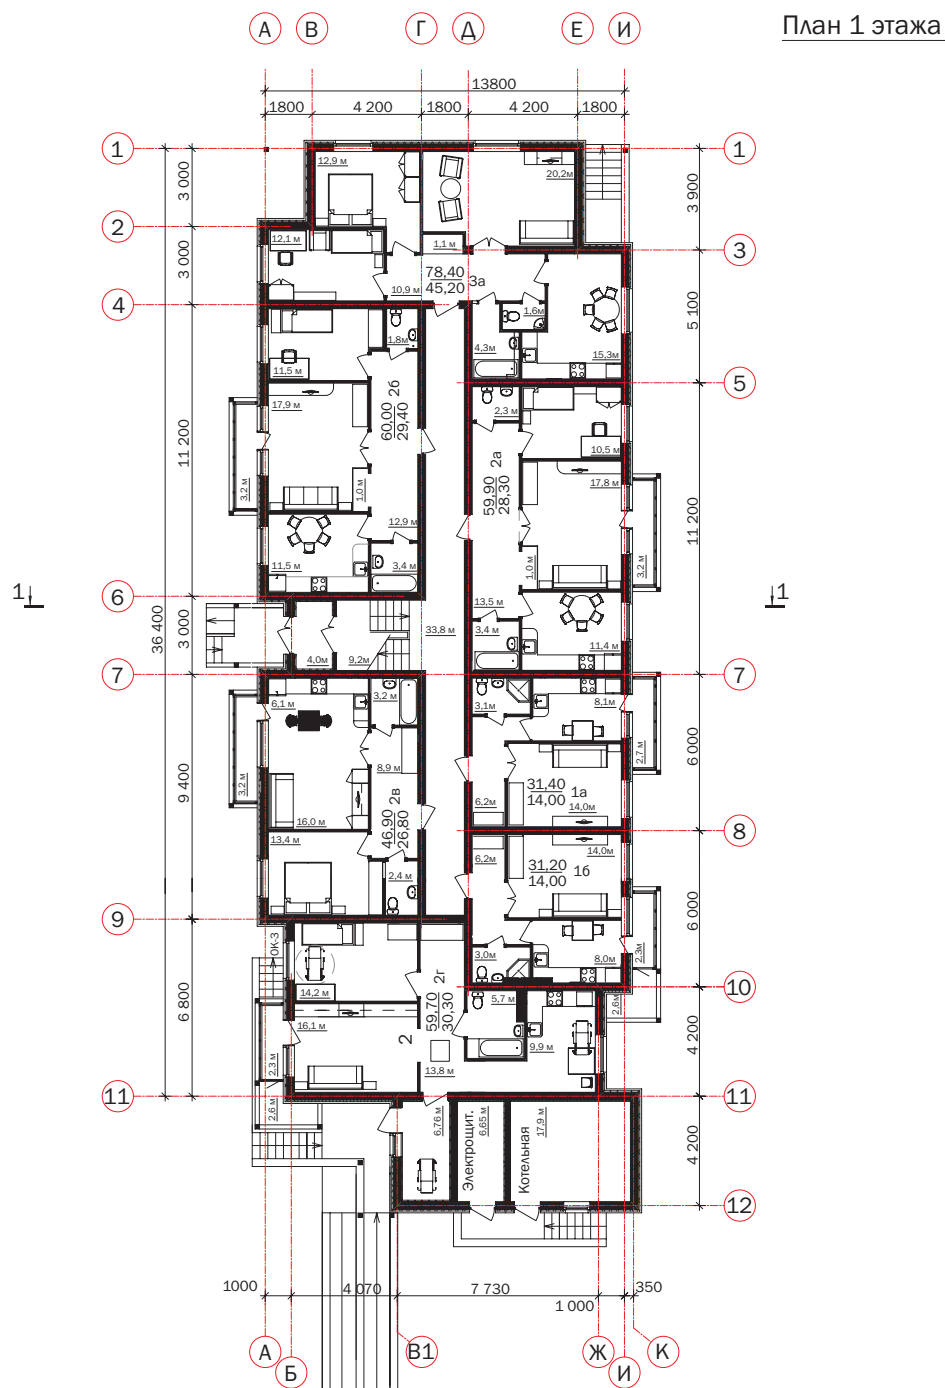 План 1 этажа
А В Г Д Е И
13800
1800 4 200 1800 4 200 1800
1 1
12,9 м
20,2м
3 000
3 900
2
12,1 м
1,1 м
3
3 000
78,40 3а
45,20
10,9 м
4
1,6м
5 100
1,8м
4,3м
15,3м
11,5 м
5
17,9 м
2б
60,00
29,40
2,3 м
10,5 м
2а
59,90
28,30
17,8 м
11 200
11 200
3,2 м
1,0 м
12,9 м
1,0 м
3,2 м
11,5 м
3,4 м
13,5 м
1 1
6
3,4 м
11,4 м
33,8 м
36 400
3 000
4,0м
9,2м
7 7
6,1 м
3,2 м
3,1м
8,1м
2,7 м
6 000
3,2 м
8,9 м
9 400
2в
46,90
26,80
31,40 1а
14,00
6,2м
14,0м
16,0 м
13,4 м
8
6,2м
14,0м
31,20 1б
14,00
2,4 м
6 000
9
ОК-3
3,0м
8,0м
2,3м
14,2 м
2г
59,70
30,30
5,7 м
10
2,6м
6 800
16,1 м
2
9,9 м
4 200
2,3 м
13,8 м
11 11
2,6 м
6,76 м
Электрощит.
6,65 м
Котельная
17,9 м
4 200
12
1000 4 070 7 730 1 000 350
А Б В1 Ж И К